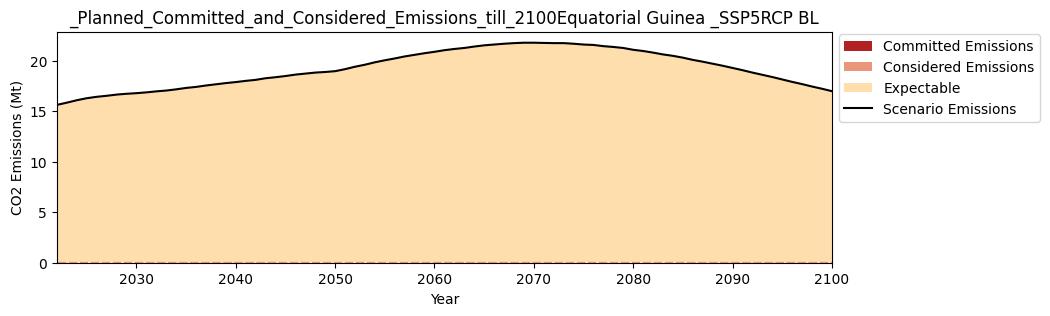 _Planned_Committed_and_Considered_Emissions_till_2100Equatorial Guinea _SSP5RCP BL
Committed Emissions
Considered Emissions
Expectable
Scenario Emissions
CO2 Emissions (Mt)
20
15
10
5
0
2030 2040 2050 2060 2070 2080 2090 2100
Year